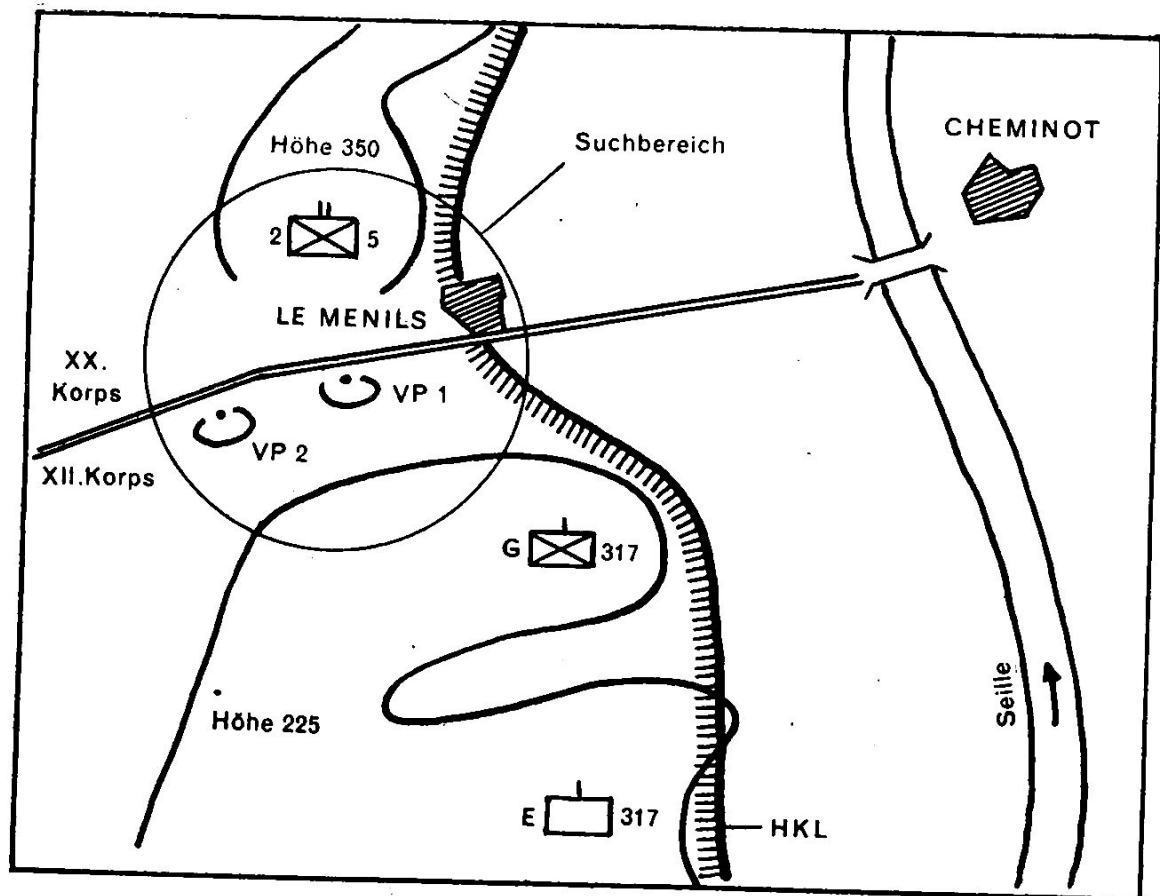 CHEMINOT
Höhe 350
Suchbereich
2 5
LE MENILS
XX.
Korps
VP 1
VP 2
XII.Korps
G 317
Höhe 225
Seille
E 317
HKL